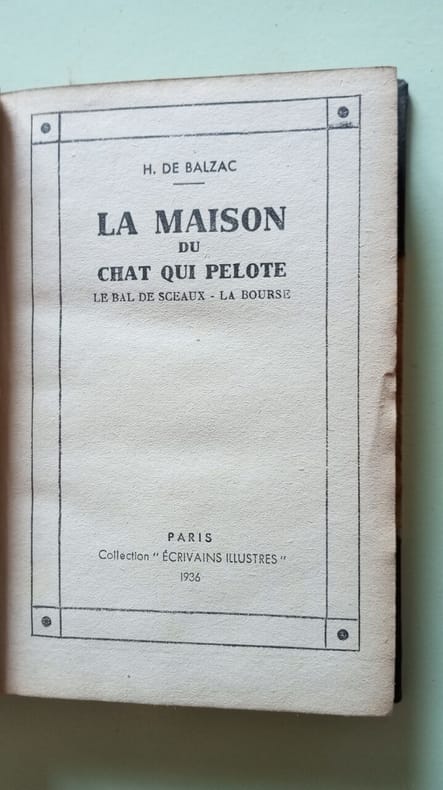 H. DE BALZAC
LA MAISON
DU
CHAT QUI PELOTE
LE BAL DE SCEAUX - LA BOURSE
PARIS
Collection " ÉCRIVAINS ILLUSTRES "
1936